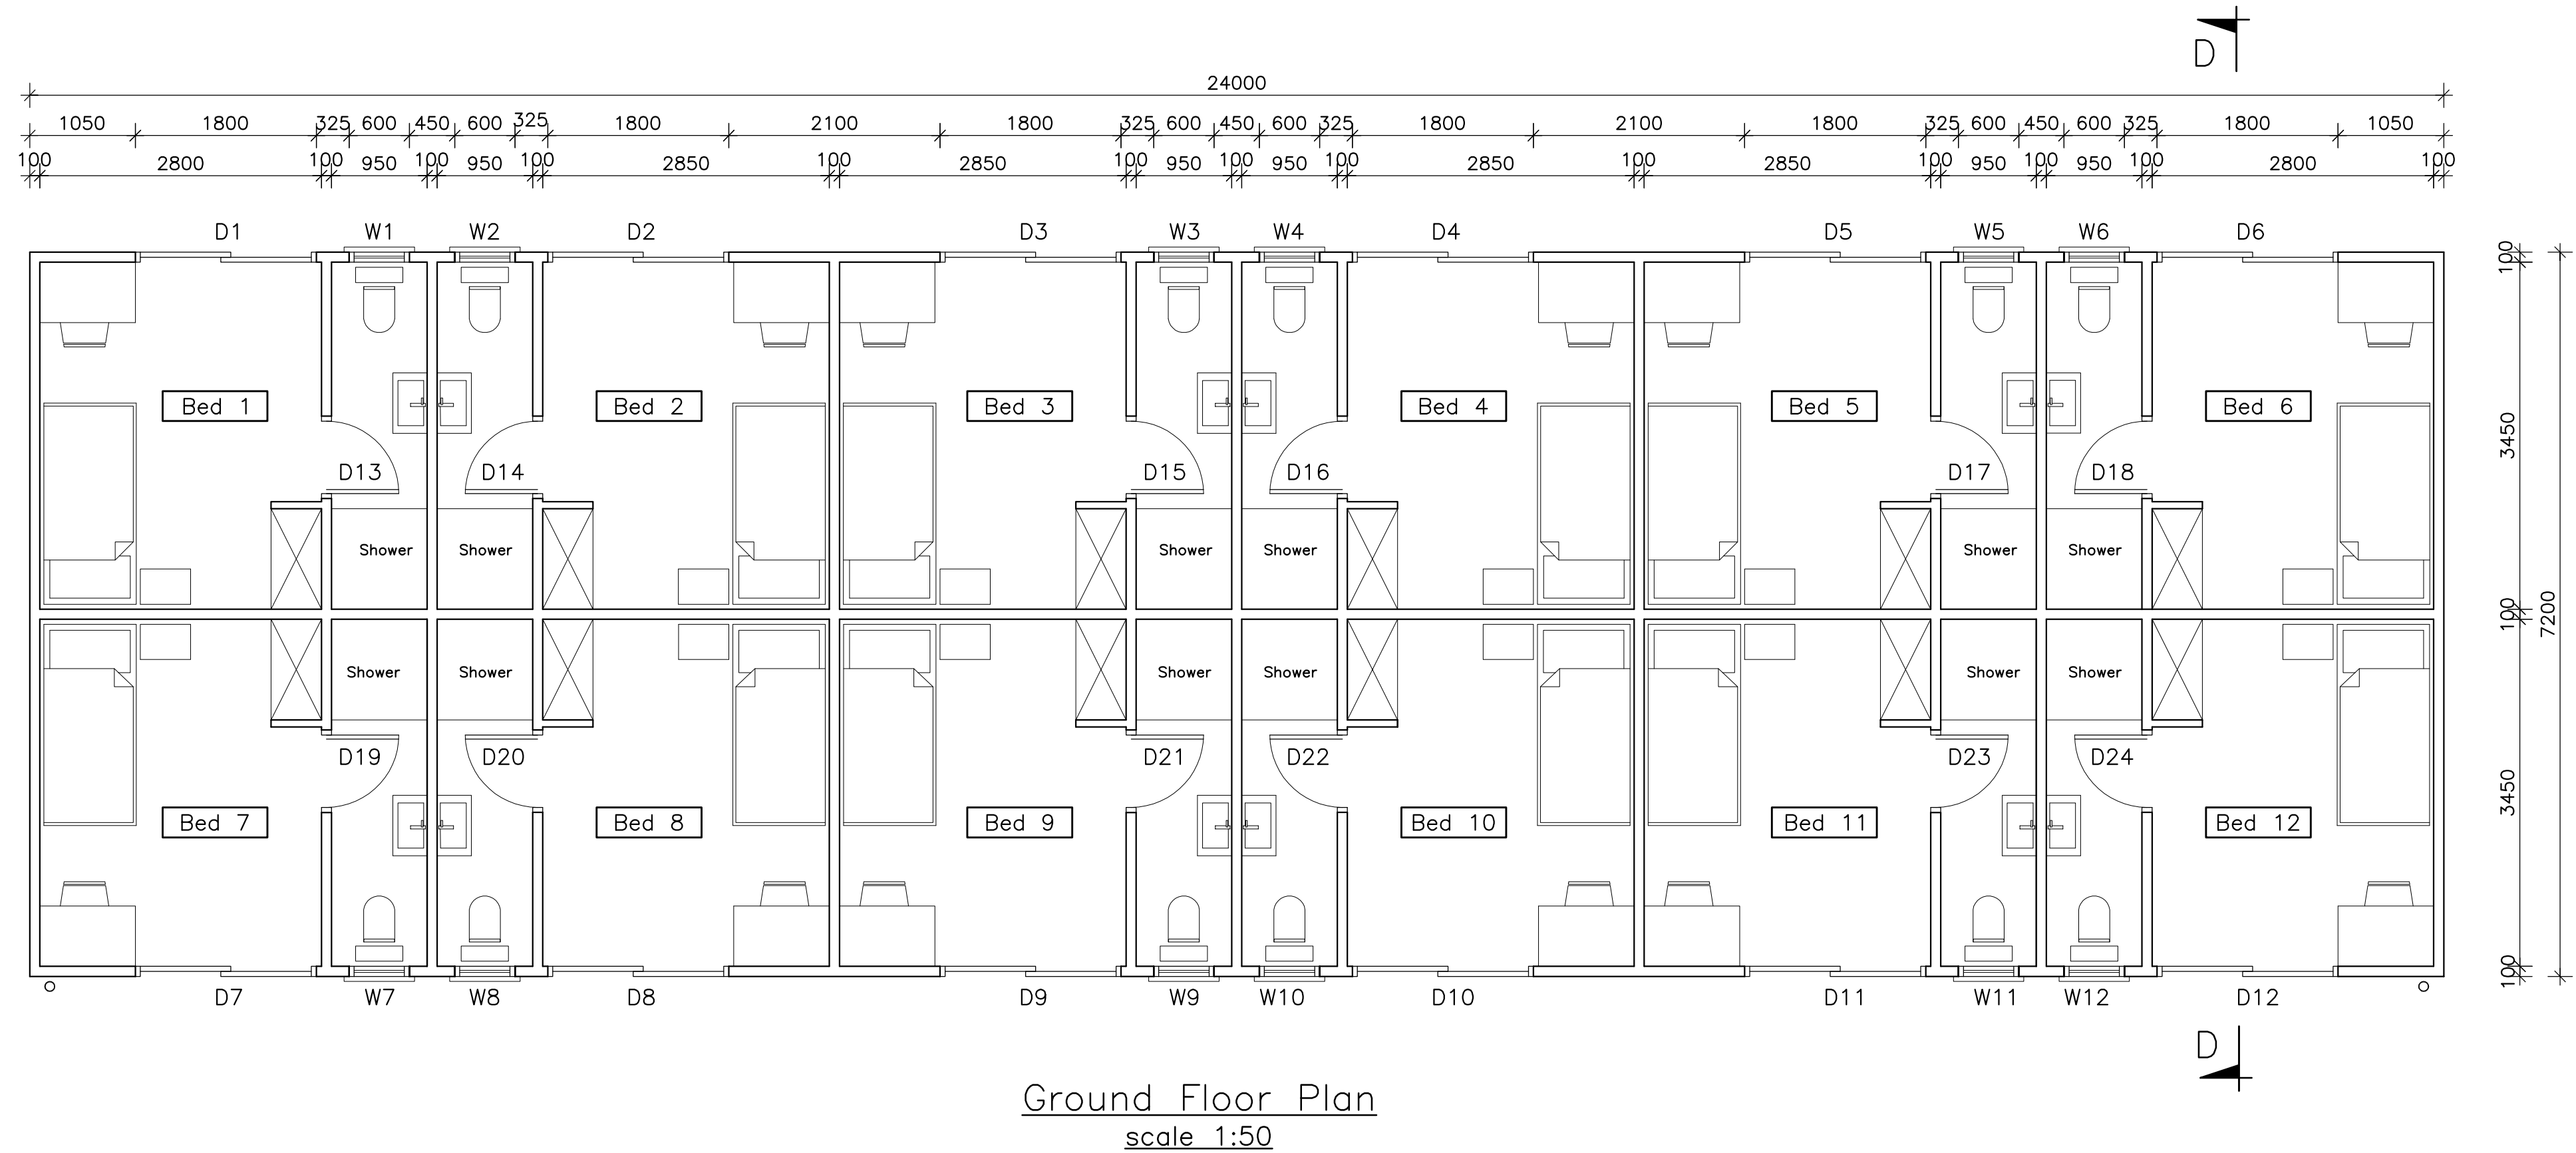 D
24000
1050 1800 325 600 450 600 325 1800 2100 1800 325 600 450 600 325 1800 2100 1800 325 600 450 600 325 1800 1050
100 2800 100 950 100 950 100 2850 100 2850 100 950 100 950 100 2850 100 2850 100 950 100 950 100 2800 100
D1 W1 W2 D2 D3 W3 W4 D4 D5 W5 W6 D6
100
Bed 1 Bed 2 Bed 3 Bed 4 Bed 5 Bed 6
3450
D13 D14 D15 D16 D17 D18
Shower Shower Shower Shower Shower Shower
100
7200
Shower Shower Shower Shower Shower Shower
D19 D20 D21 D22 D23 D24
3450
Bed 7 Bed 8 Bed 9 Bed 10 Bed 11 Bed 12
100
D7 W7 W8 D8 D9 W9 W10 D10 D11 W11 W12 D12
D
Ground Floor Plan
scale 1:50